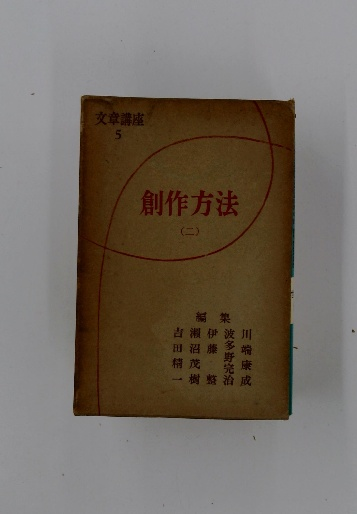 文章講座
5
創作方法
(二)
編集
川端康成
波多野完治
伊藤整
瀬沼茂樹
吉田精一